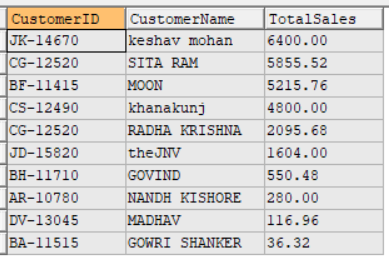 CustomerID CustomerName TotalSales
JK-14670 keshav mohan 6400.00
CG-12520 SITA RAM 5855.52
BF-11415 MOON 5215.76
CS-12490 khanakunj 4800.00
CG-12520 RADHA KRISHNA 2095.68
JD-15820 theJNV 1604.00
BH-11710 GOVIND 550.48
AR-10780 NANDH KISHORE 280.00
DV-13045 MADHAV 116.96
BA-11515 GOWRI SHANKER 36.32